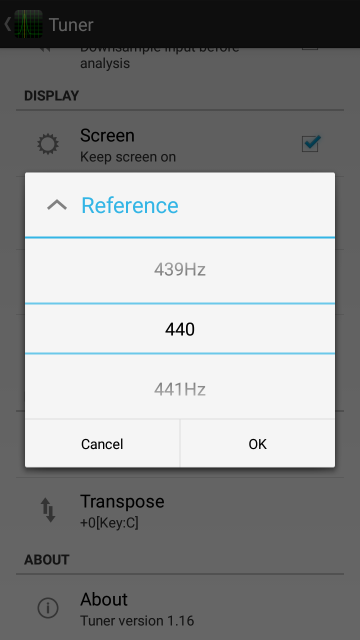 Tuner
Downsample input before
analysis
DISPLAY
Screen
Keep screen on
Reference
439Hz
440
441Hz
Cancel
OK
Transpose
+0[Key:C]
ABOUT
About
Tuner version 1.16